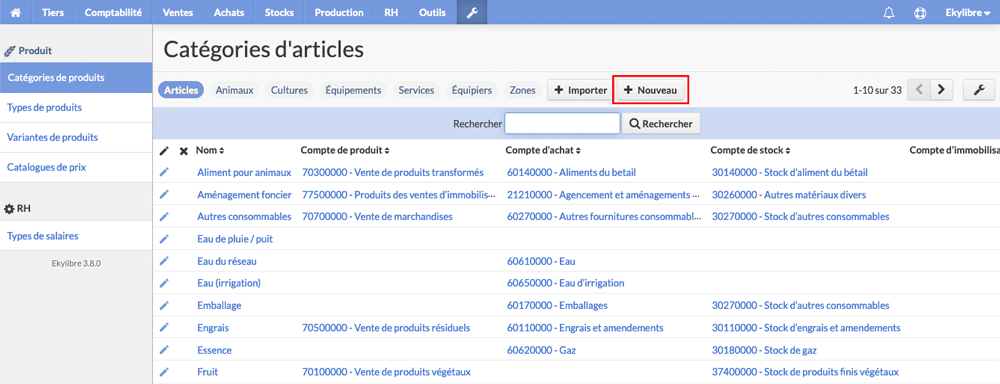 Tiers Comptabilité Ventes Achats Stocks Production RH Outils Ekylibre
Produit
Catégories de produits
Types de produits
Variantes de produits
Catalogues de prix
RH
Types de salaires
Ekylibre 3.8.0
Catégories d'articles
Articles Animaux Cultures Équipements Services Équipiers Zones Importer Nouveau 1-10 sur 33
Rechercher Rechercher
Nom Compte de produit Compte d'achat Compte de stock Compte d'immobilisa
Aliment pour animaux 70300000 - Vente de produits transformés 60140000 - Aliments du betail 30140000 - Stock d'aliment du bétail
Aménagement foncier 77500000 - Produits des ventes d'immobilis... 21210000 - Agencement et aménagements ... 30260000 - Autres matériaux divers
Autres consommables 70700000 - Vente de marchandises 60270000 - Autres fournitures consommabl... 30270000 - Stock d'autres consommables
Eau de pluie / puit
Eau du réseau 60610000 - Eau
Eau (irrigation) 60650000 - Eau d'irrigation
Emballage 60170000 - Emballages 30270000 - Stock d'autres consommables
Engrais 70500000 - Vente de produits résiduels 60110000 - Engrais et amendements 30110000 - Stock d'engrais et amendements
Essence 60620000 - Gaz 30180000 - Stock de gaz
Fruit 70100000 - Vente de produits végétaux 37400000 - Stock de produits finis végétaux